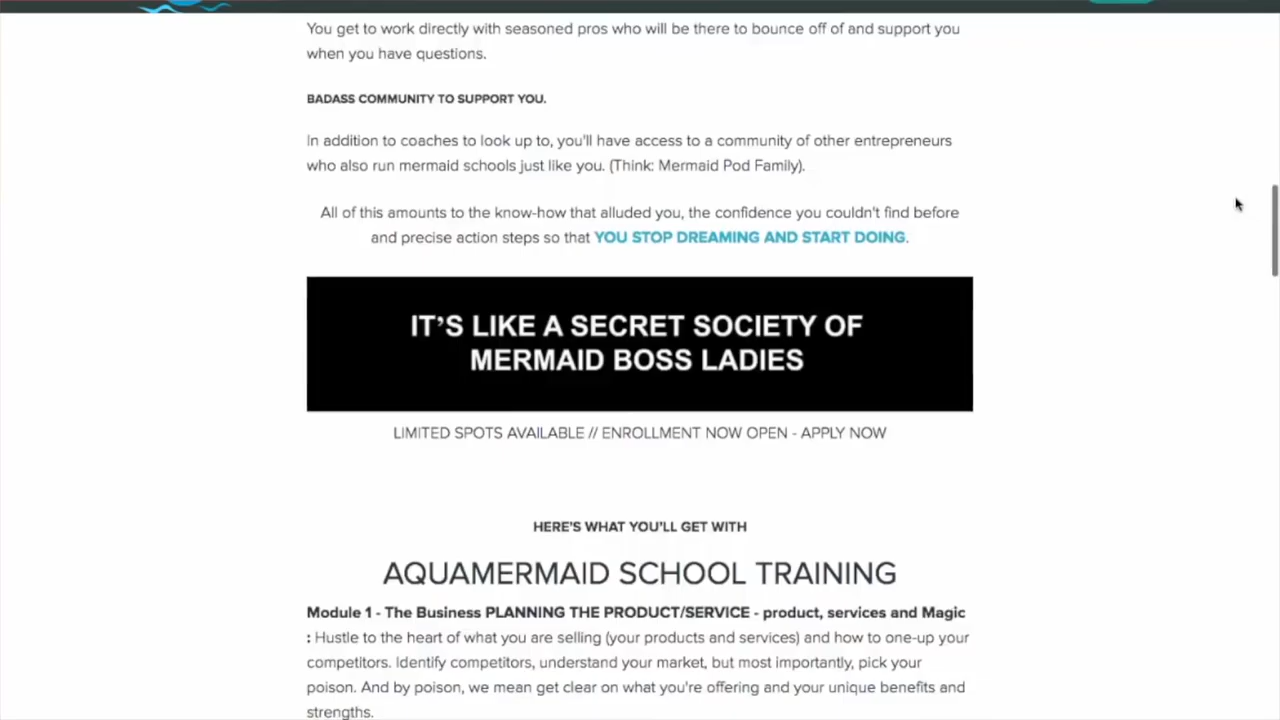 You get to work directly with seasoned pros who will be there to bounce off of and support you
when you have questions.
BADASS COMMUNITY TO SUPPORT YOU.
In addition to coaches to look up to, you'll have access to a community of other entrepreneurs
who also run mermaid schools just like you. (Think: Mermaid Pod Family).
All of this amounts to the know-how that alluded you, the confidence you couldn't find before
and precise action steps so that YOU STOP DREAMING AND START DOING.
IT'S LIKE A SECRET SOCIETY OF
MERMAID BOSS LADIES
LIMITED SPOTS AVAILABLE // ENROLLMENT NOW OPEN - APPLY NOW
HERE'S WHAT YOU'LL GET WITH
AQUAMERMAID SCHOOL TRAINING
Module 1 - The Business PLANNING THE PRODUCT/SERVICE - product, services and Magic
: Hustle to the heart of what you are selling (your products and services) and how to one-up your
competitors. Identify competitors, understand your market, but most importantly, pick your
poison. And by poison, we mean get clear on what you're offering and your unique benefits and
strengths.